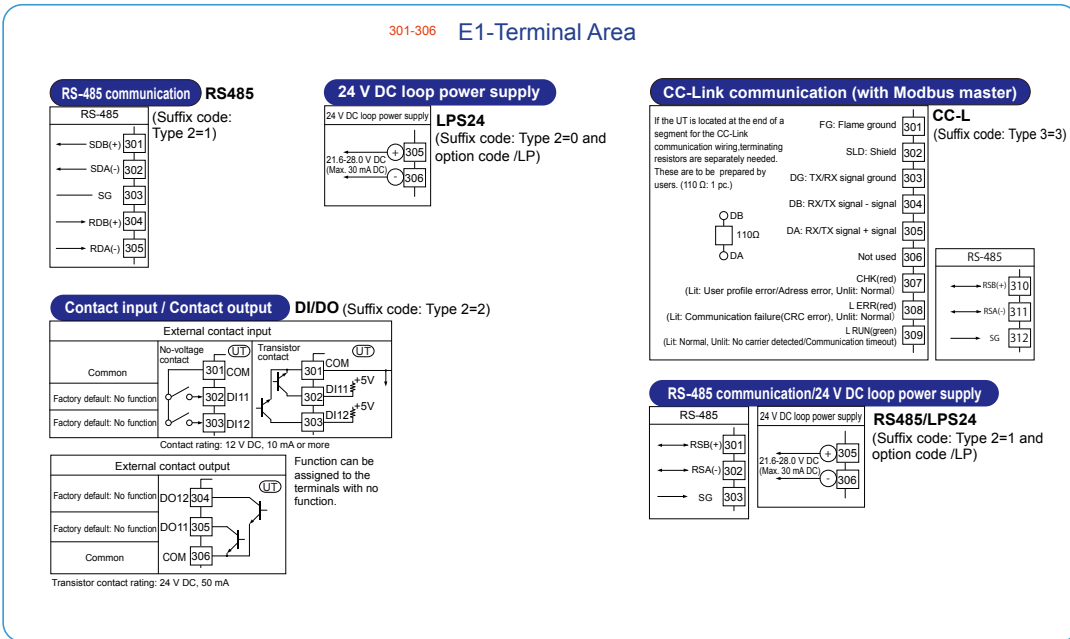 301-306 E1-Terminal Area
RS-485 communication RS485
(Suffix code:
Type 2=1)
RS-485
SDB(+) 301
SDA(-) 302
SG 303
RDB(+) 304
RDA(-) 305
24 V DC loop power supply
24 V DC loop power supply
LPS24
(Suffix code: Type 2=0 and
option code /LP)
21.6-28.0 V DC
(Max. 30 mA DC)
+ 305
- 306
CC-Link communication (with Modbus master)
CC-L
(Suffix code: Type 3=3)
If the UT is located at the end of a
segment for the CC-Link
communication wiring,terminating
resistors are separately needed.
These are to be prepared by
users. (110 Ω: 1 pc.)
DB
110Ω
DA
FG: Flame ground 301
SLD: Shield 302
DG: TX/RX signal ground 303
DB: RX/TX signal - signal 304
DA: RX/TX signal + signal 305
Not used 306
CHK(red)
(Lit: User profile error/Adress error, Unlit: Normal) 307
L ERR(red)
(Lit: Communication failure(CRC error), Unlit: Normal) 308
L RUN(green)
(Lit: Normal, Unlit: No carrier detected/Communication timeout) 309
RS-485
RSB(+) 310
RSA(-) 311
SG 312
Contact input / Contact output DI/DO (Suffix code: Type 2=2)
External contact input
No-voltage
contact
UT
Transistor
contact
UT
Common
301 COM
301 COM
Factory default: No function
302 DI11
302 DI11 +5V
Factory default: No function
303 DI12
303 DI12 +5V
Contact rating: 12 V DC, 10 mA or more
External contact output
UT
Factory default: No function
DO12 304
Factory default: No function
DO11 305
Common
COM 306
Function can be
assigned to the
terminals with no
function.
Transistor contact rating: 24 V DC, 50 mA
RS-485 communication/24 V DC loop power supply
RS-485
RSB(+) 301
RSA(-) 302
SG 303
24 V DC loop power supply
21.6-28.0 V DC
(Max. 30 mA DC)
+ 305
- 306
RS485/LPS24
(Suffix code: Type 2=1 and
option code /LP)